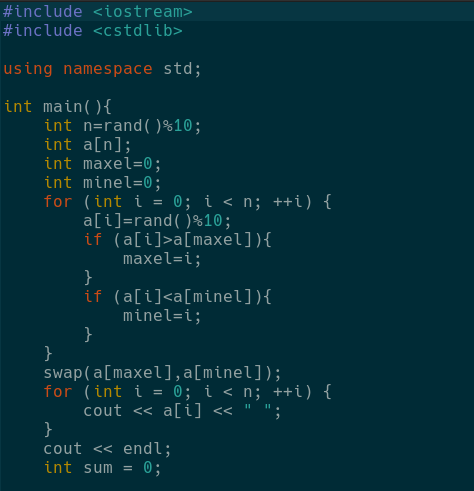 #include <iostream>
#include <cstdlib>
using namespace std;
int main(){
    int n=rand()%10;
    int a[n];
    int maxel=0;
    int minel=0;
    for (int i = 0; i < n; ++i) {
        a[i]=rand()%10;
        if (a[i]>a[maxel]){
            maxel=i;
        }
        if (a[i]<a[minel]){
            minel=i;
        }
    }
    swap(a[maxel],a[minel]);
    for (int i = 0; i < n; ++i) {
        cout << a[i] << " ";
    }
    cout << endl;
    int sum = 0;